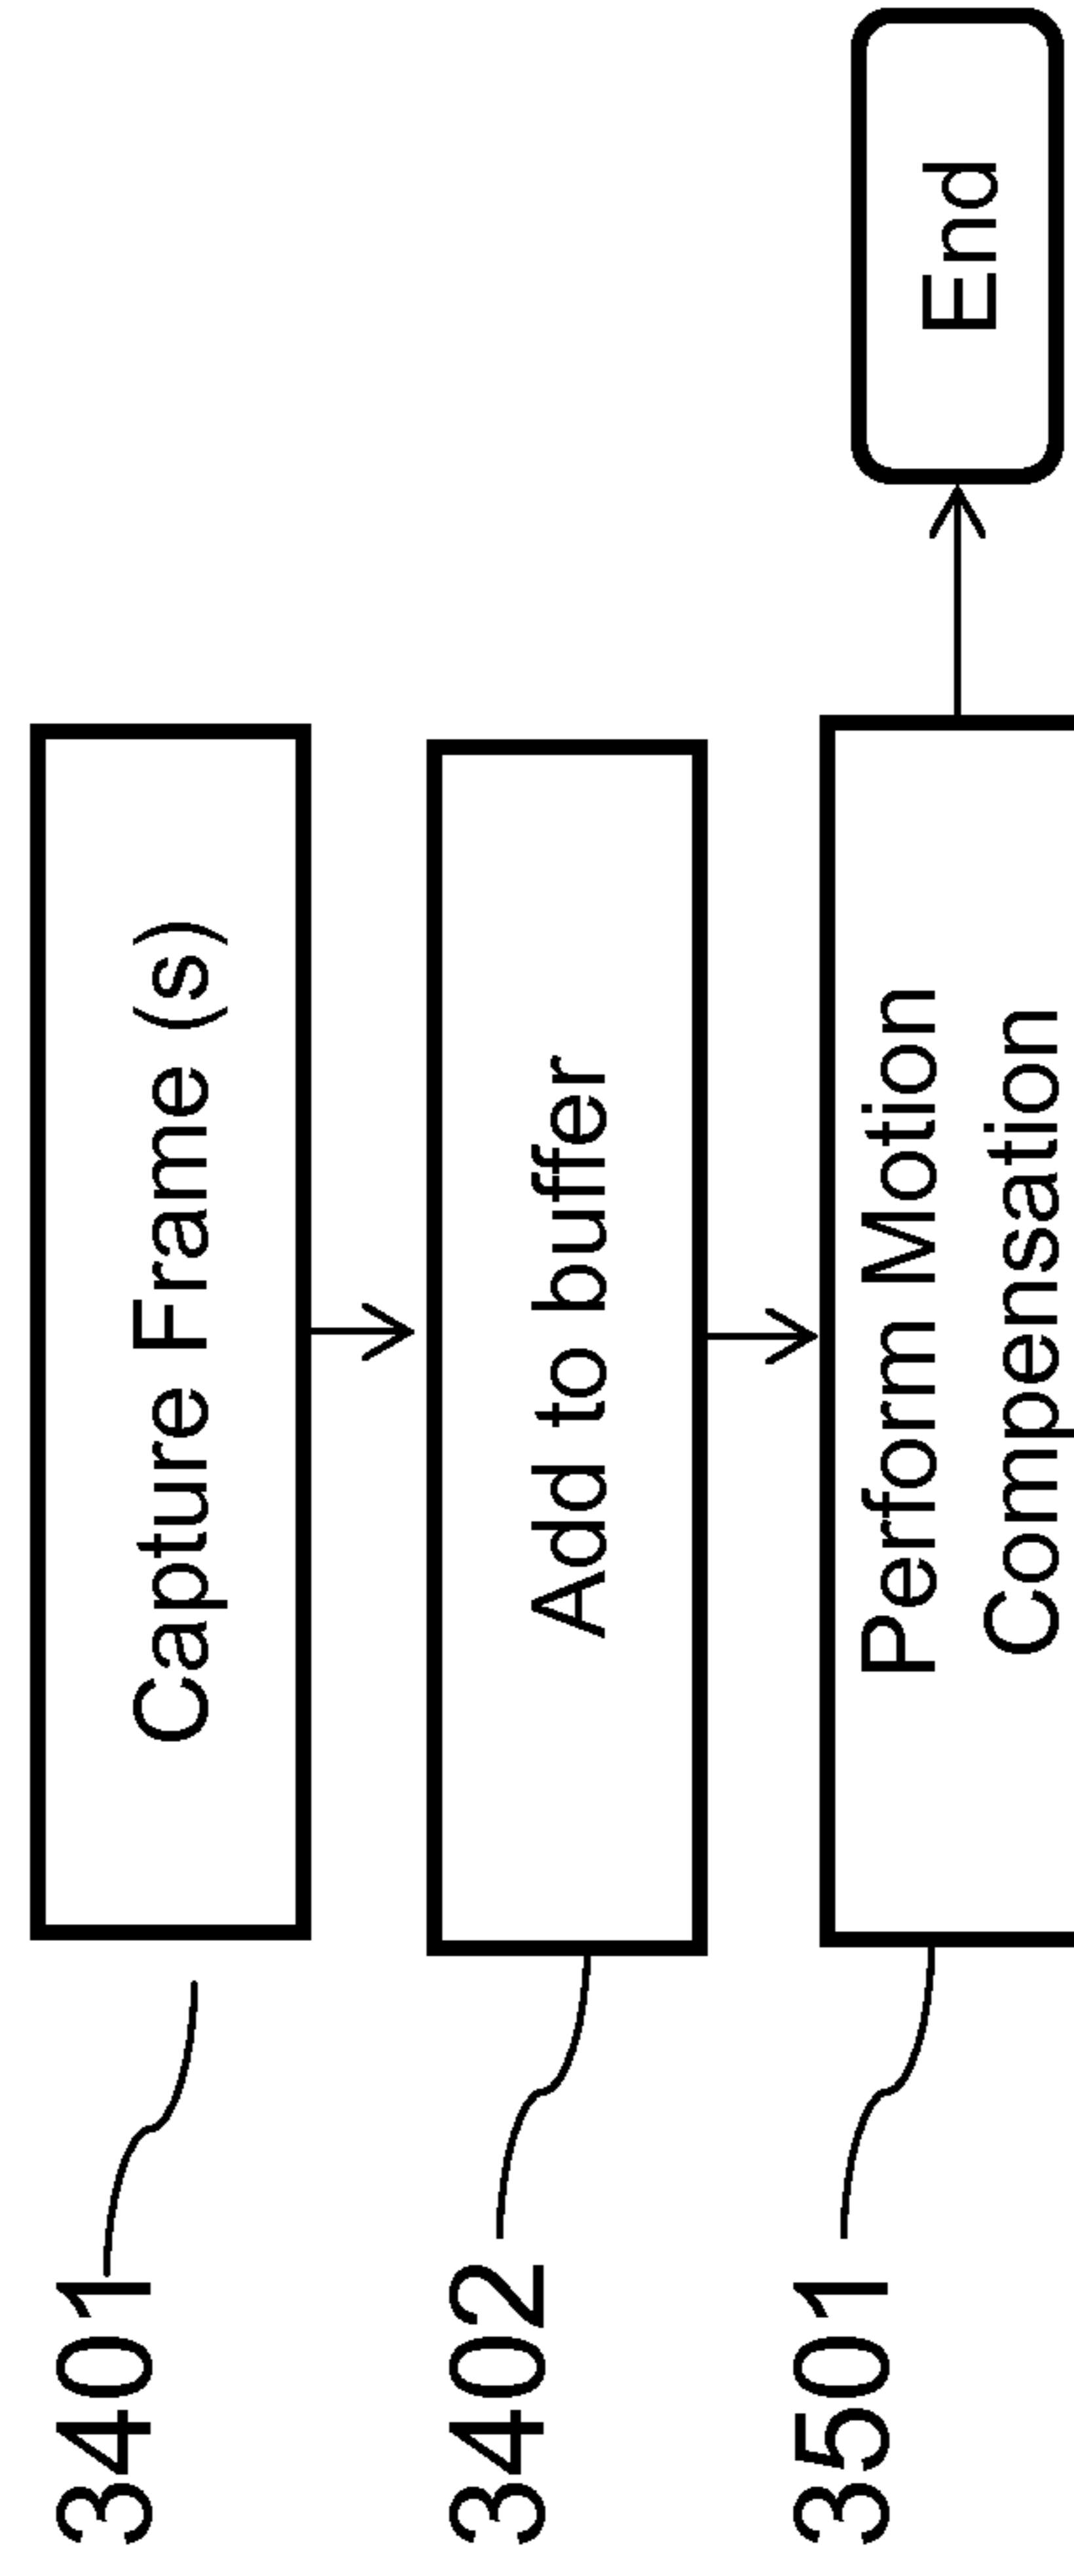 3401
Capture Frame (s)
3402
Add to buffer
3501
Perform Motion
Compensation
End